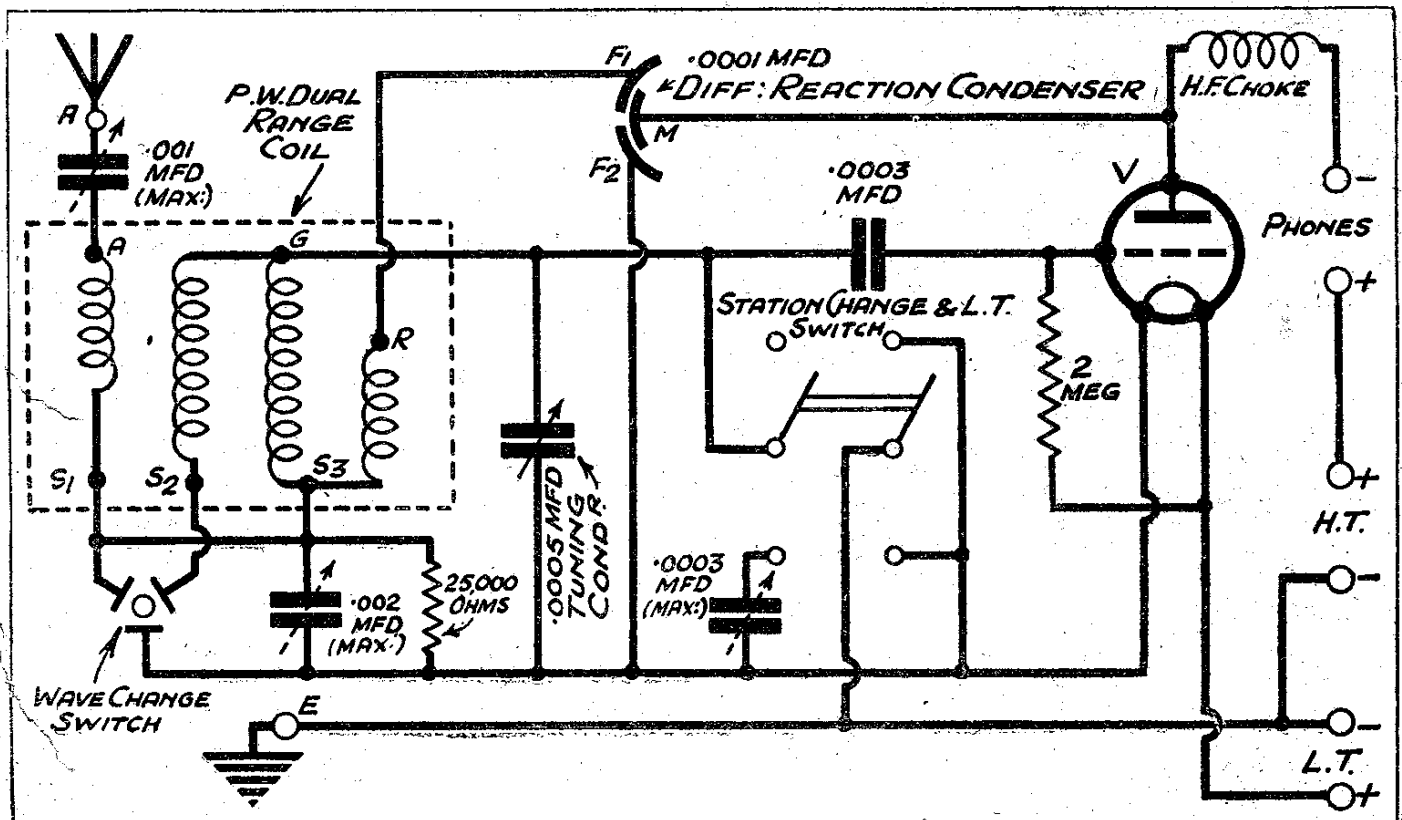 A
.001
MFD
(MAX:)
P.W. DUAL
RANGE
COIL
F1
.0001 MFD
DIFF: REACTION CONDENSER
M
F2
H.F. CHOKE
V
-
PHONES
+
.0003
MFD
A
G
R
S1
S2
S3
STATION CHANGE & L.T.
SWITCH
2
MEG
+
H.T.
-
.0005 MFD
TUNING
CONDR.
.0003
MFD
(MAX:)
.002
MFD
(MAX:)
25,000
OHMS
WAVE CHANGE
SWITCH
E
-
L.T.
+